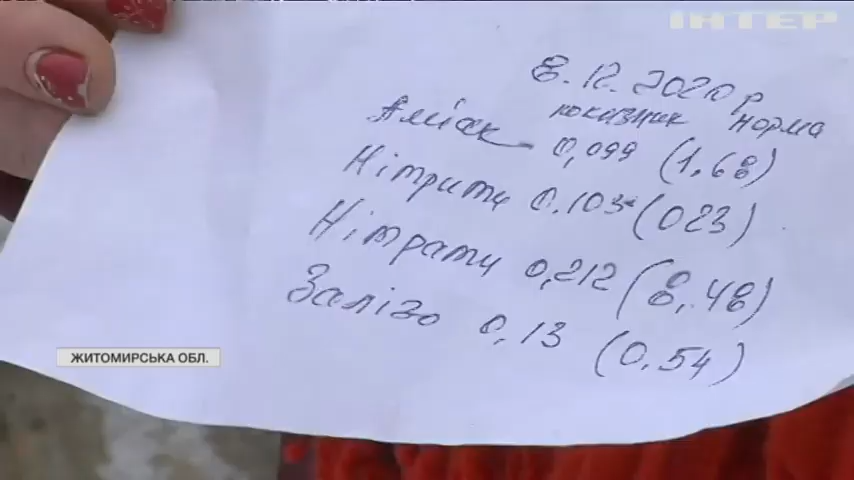 ІНТЕР
8.12.2020 р
показник норма
Аміак 0,099 (1.68)
Нітрити 0.103 (023)
Нітрати 0,212 (8,48)
Залізо 0,13 (0.54)
ЖИТОМИРСЬКА ОБЛ.